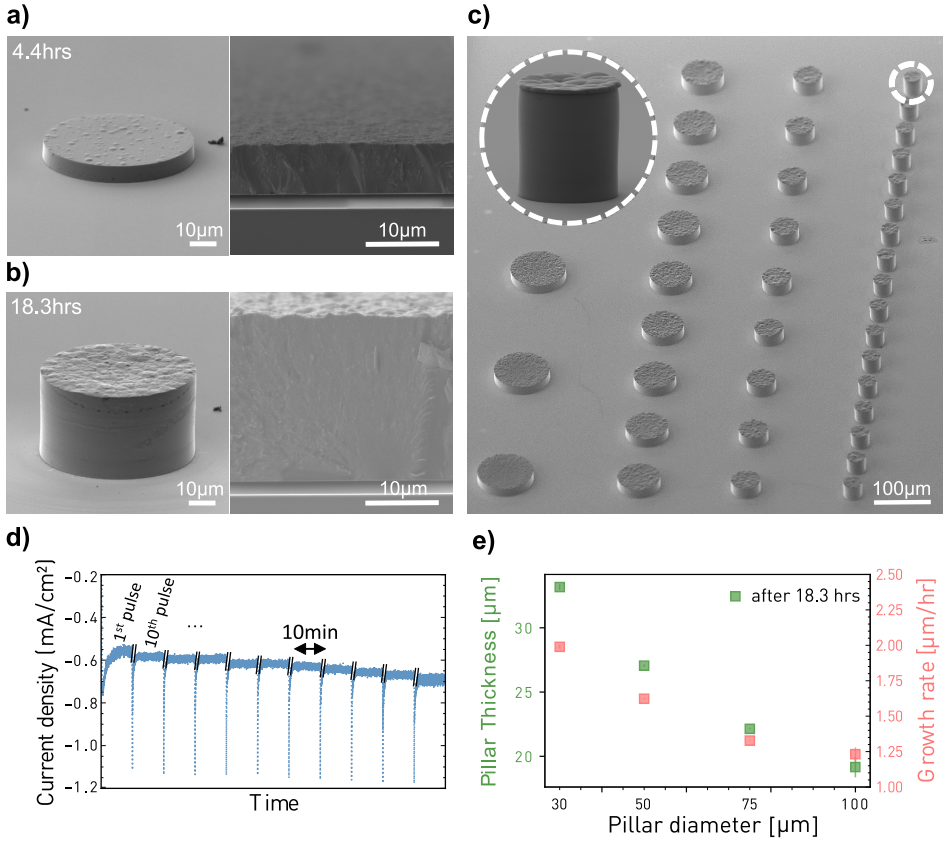 a)
4.4hrs
10µm
10µm
b)
18.3hrs
10µm
10µm
c)
100µm
d)
Current density (mA/cm²)
−0.2
−0.4
−0.6
−0.8
−1.0
−1.2
1st pulse
10th pulse
...
10min
Time
e)
Pillar Thickness [µm]
30
25
20
after 18.3 hrs
2.50
2.25
2.00
1.75
1.50
1.25
1.00
Growth rate [µm/hr]
30 50 75 100
Pillar diameter [µm]